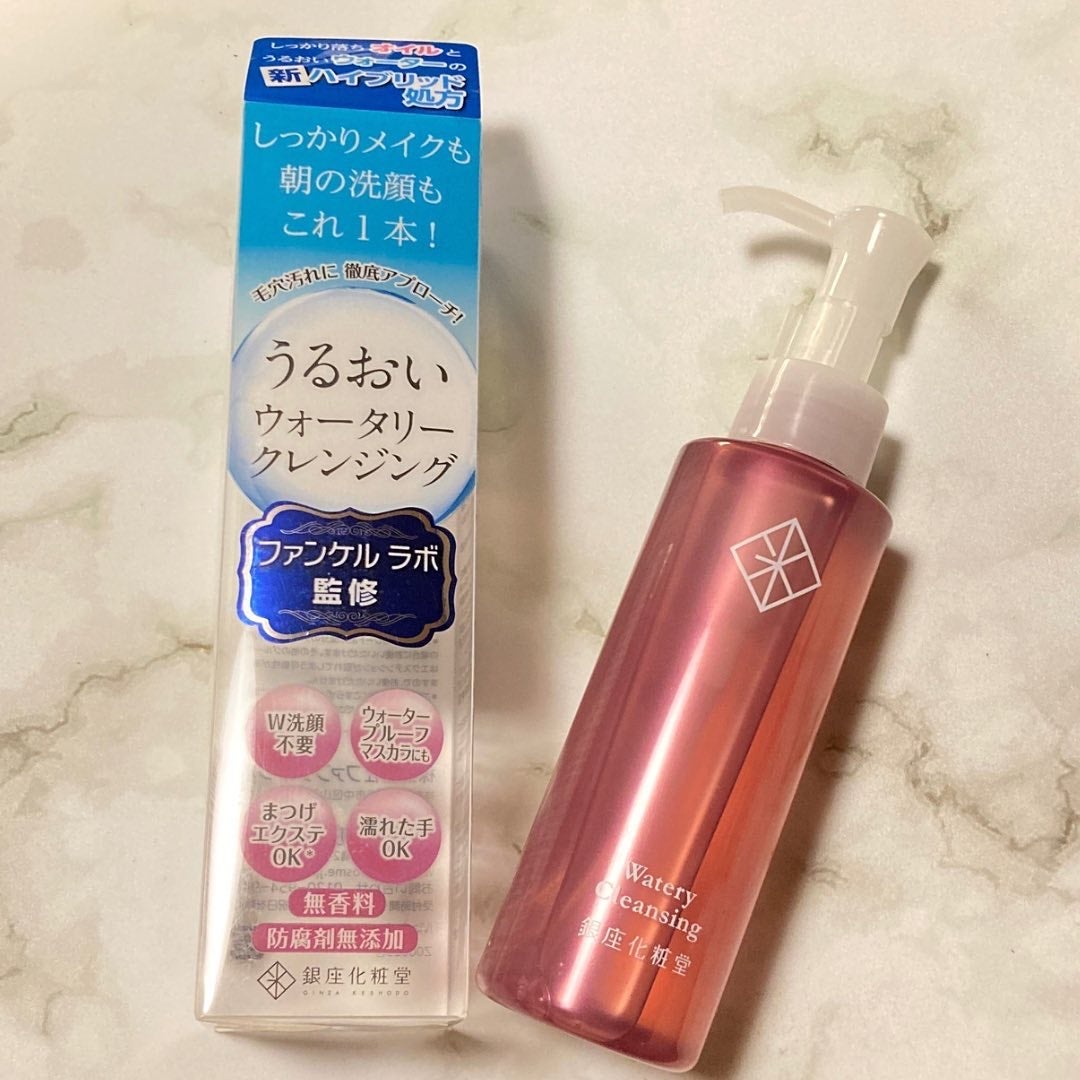 しっかり落ちオイルと
うるおいウォーターの
新ハイブリッド
処方
しっかりメイクも
朝の洗顔も
これ1本!
毛穴汚れに 徹底アプローチ!
うるおい
ウォータリー
クレンジング
ファンケル ラボ
監修
W洗顔
不要
ウォーター
プルーフ
マスカラにも
まつげ
エクステ
OK*
濡れた手
OK
無香料
防腐剤無添加
銀座化粧堂
GINZA KESHODO
Watery
Cleansing
銀座化粧堂